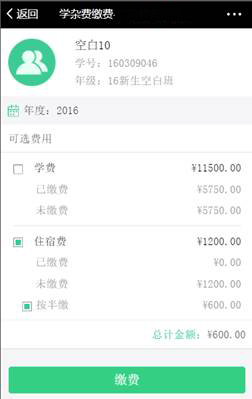 返回 学杂费缴费
空白10
学号：160309046
年级：16新生空白班
年度：2016
可选费用
学费 ¥11500.00
已缴费 ¥5750.00
未缴费 ¥5750.00
住宿费 ¥1200.00
已缴费 ¥0.00
未缴费 ¥1200.00
按半缴 ¥600.00
总计金额：¥600.00
缴费